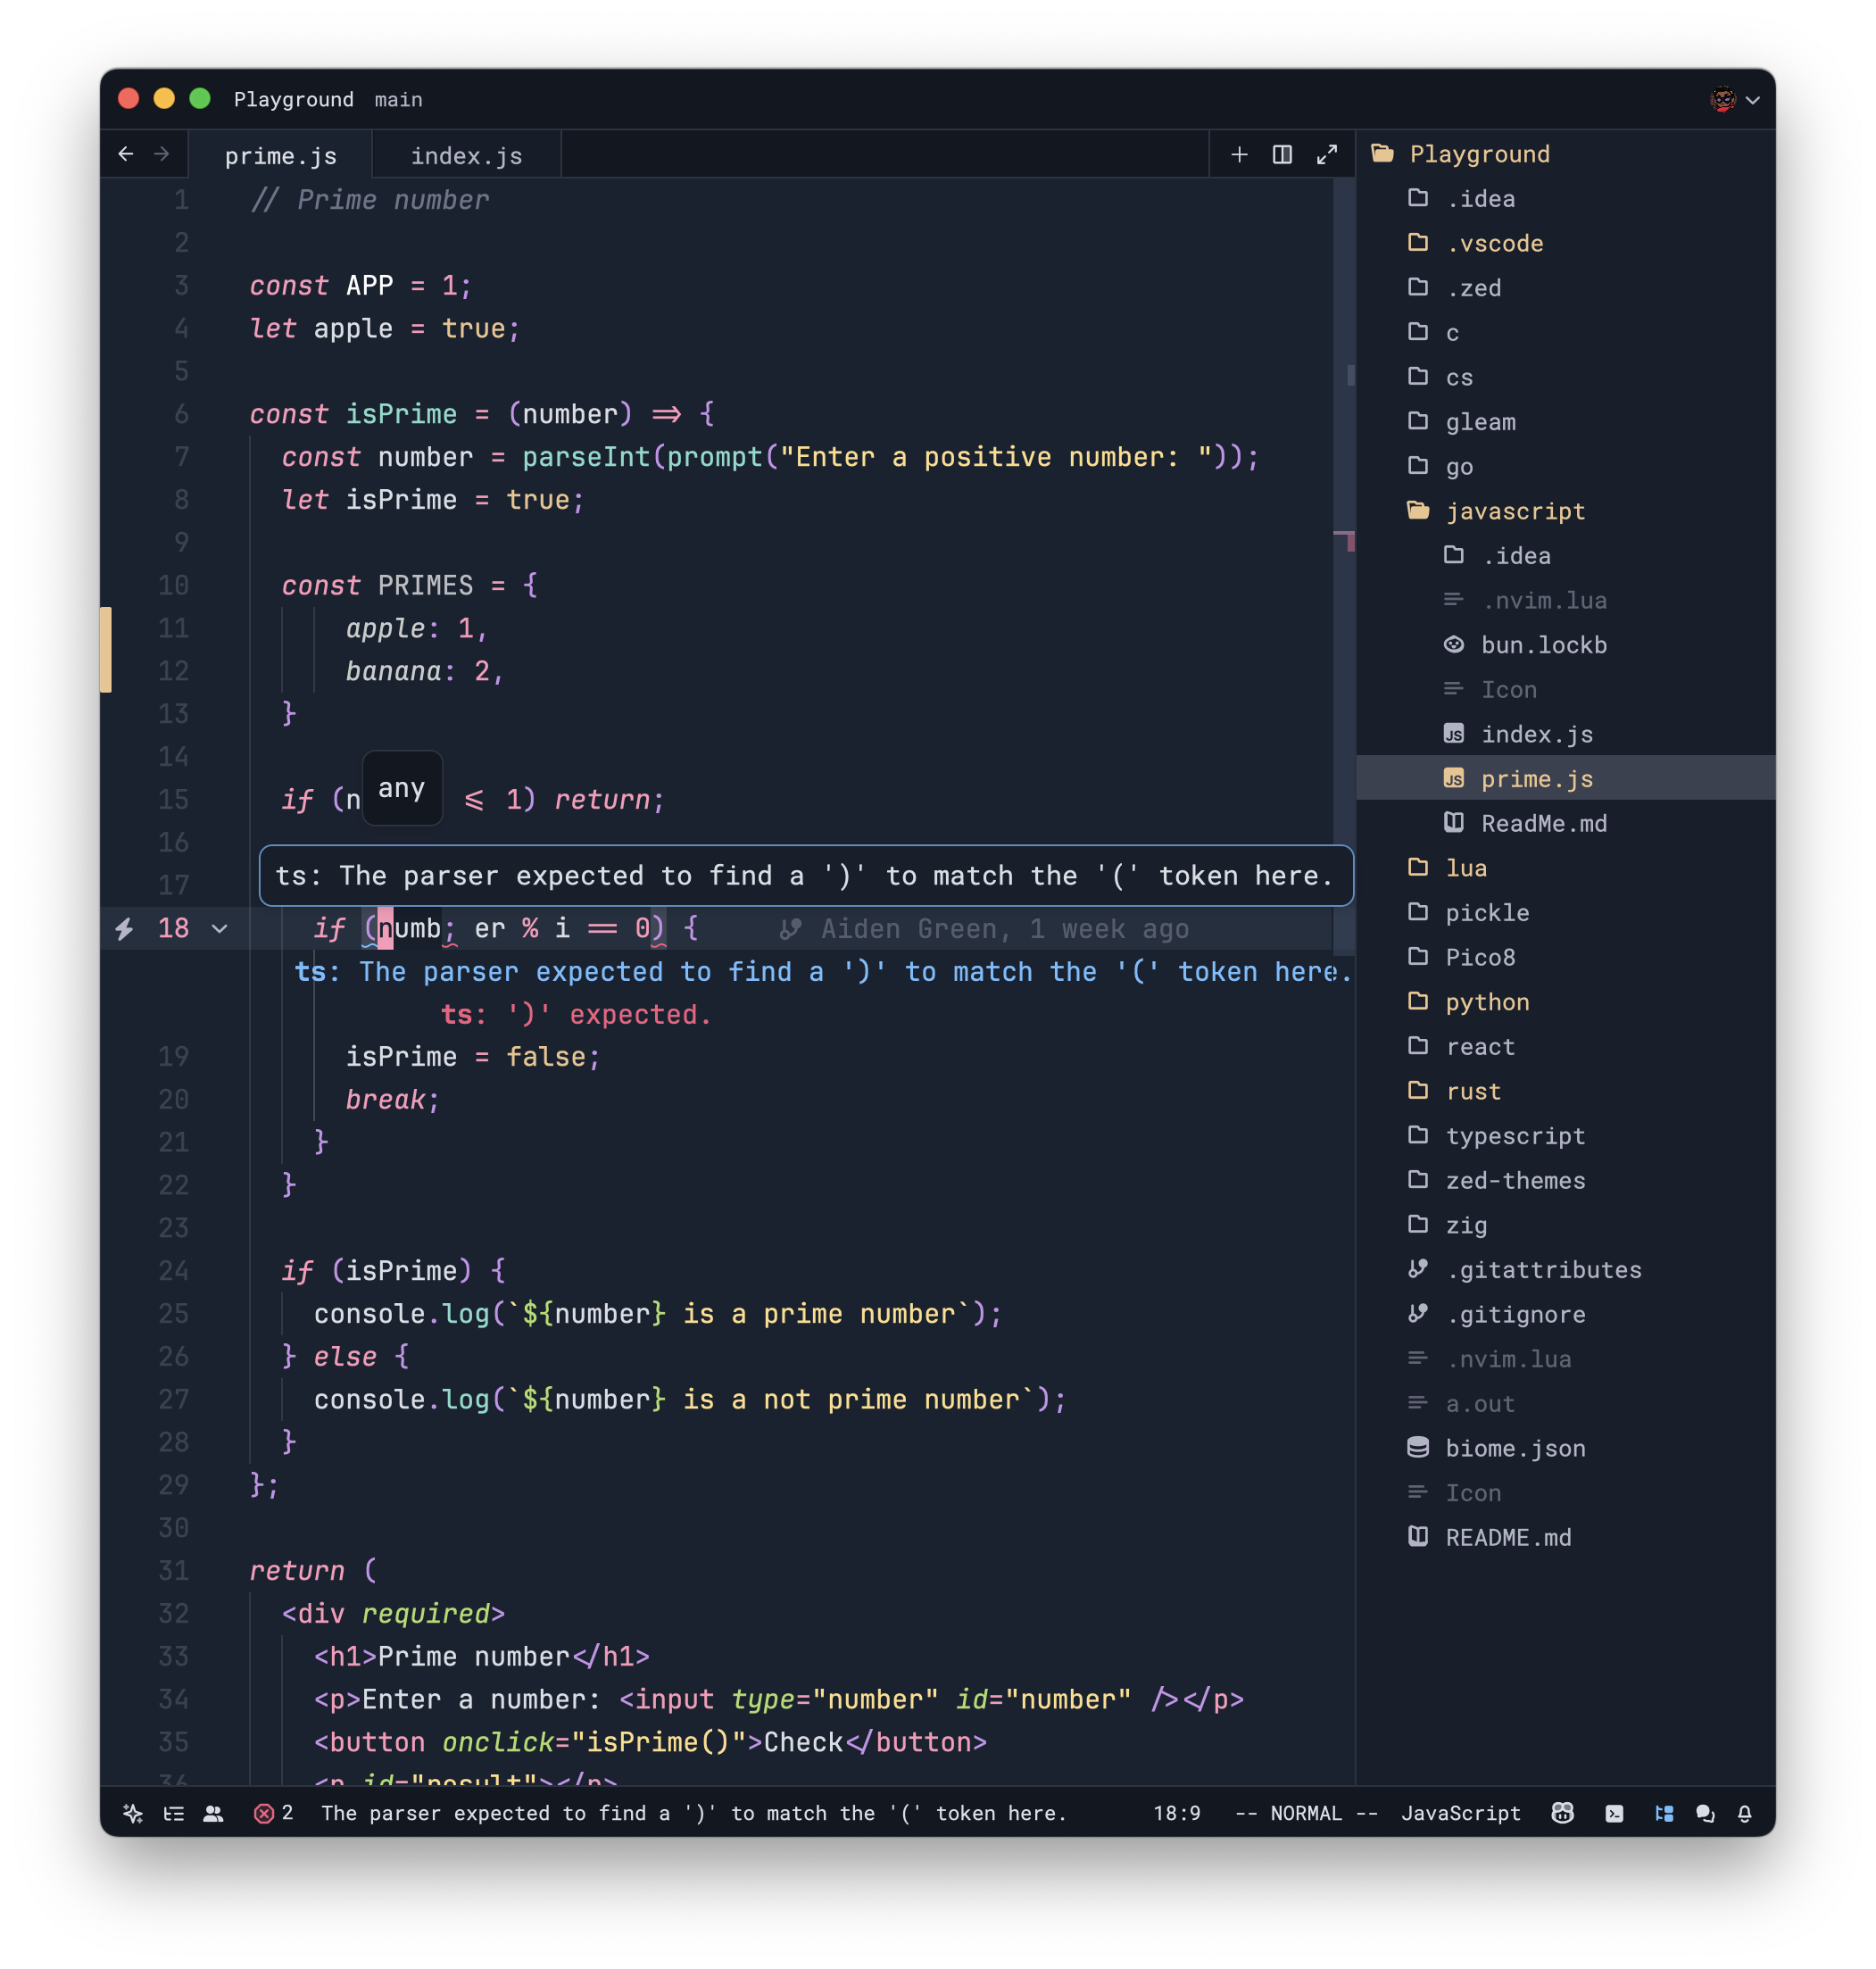 Playground main
prime.js index.js
1 // Prime number
2
3 const APP = 1;
4 let apple = true;
5
6 const isPrime = (number) => {
7 const number = parseInt(prompt("Enter a positive number: "));
8 let isPrime = true;
9
10 const PRIMES = {
11 apple: 1,
12 banana: 2,
13 }
14
any
15 if (n <= 1) return;
16
17
ts: The parser expected to find a ')' to match the '(' token here.
18 if (numb; er % i == 0) { Aiden Green, 1 week ago
ts: The parser expected to find a ')' to match the '(' token here.
ts: ')' expected.
19 isPrime = false;
20 break;
21 }
22 }
23
24 if (isPrime) {
25 console.log(`${number} is a prime number`);
26 } else {
27 console.log(`${number} is a not prime number`);
28 }
29 };
30
31 return (
32 <div required>
33 <h1>Prime number</h1>
34 <p>Enter a number: <input type="number" id="number" /></p>
35 <button onclick="isPrime()">Check</button>
36 <p id="result"></p>
Playground
.idea
.vscode
.zed
c
cs
gleam
go
javascript
.idea
.nvim.lua
bun.lockb
Icon
JS index.js
JS prime.js
ReadMe.md
lua
pickle
Pico8
python
react
rust
typescript
zed-themes
zig
.gitattributes
.gitignore
.nvim.lua
a.out
biome.json
Icon
README.md
2 The parser expected to find a ')' to match the '(' token here. 18:9 -- NORMAL -- JavaScript